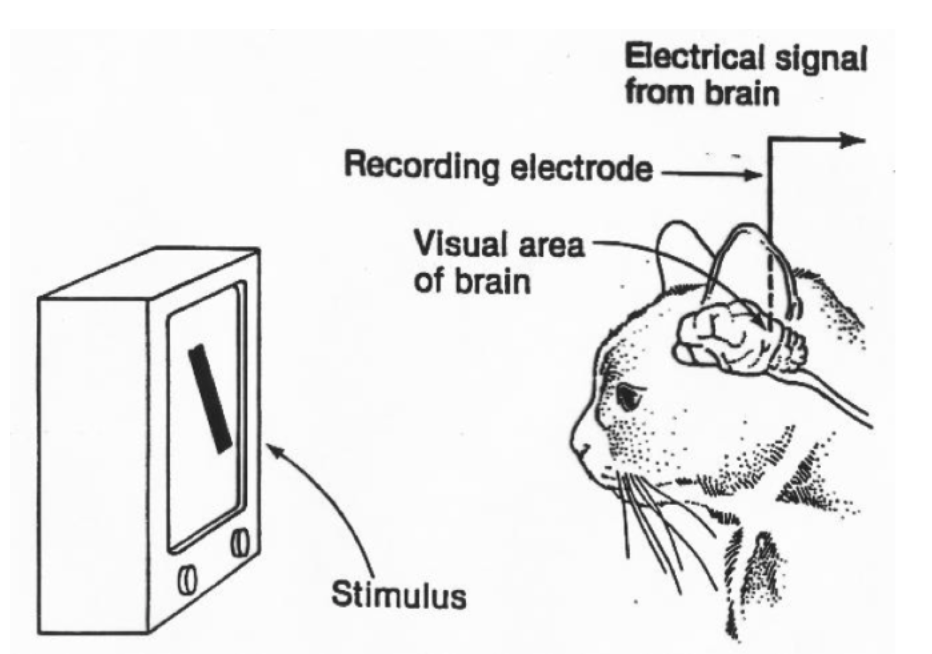 Electrical signal
from brain
Recording electrode
Visual area
of brain
Stimulus